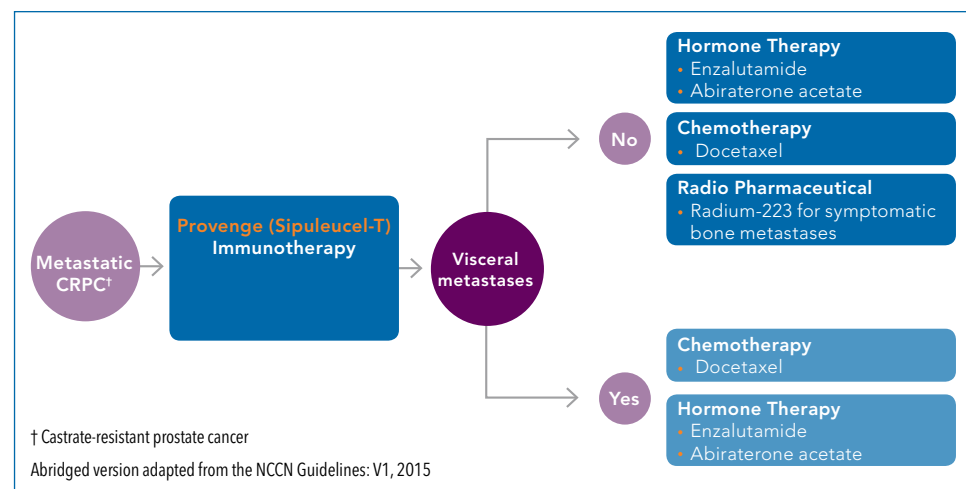 Metastatic
CRPC†
Provenge (Sipuleucel-T)
Immunotherapy
Visceral
metastases
No
Hormone Therapy
• Enzalutamide
• Abiraterone acetate
Chemotherapy
• Docetaxel
Radio Pharmaceutical
• Radium-223 for symptomatic
bone metastases
Yes
Chemotherapy
• Docetaxel
Hormone Therapy
• Enzalutamide
• Abiraterone acetate
† Castrate-resistant prostate cancer
Abridged version adapted from the NCCN Guidelines: V1, 2015